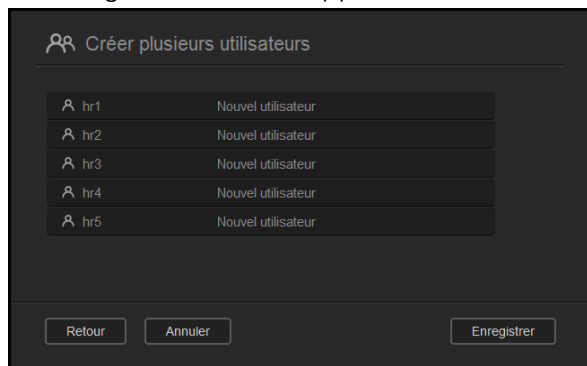 Créer plusieurs utilisateurs
hr1 Nouvel utilisateur
hr2 Nouvel utilisateur
hr3 Nouvel utilisateur
hr4 Nouvel utilisateur
hr5 Nouvel utilisateur
Retour Annuler Enregistrer